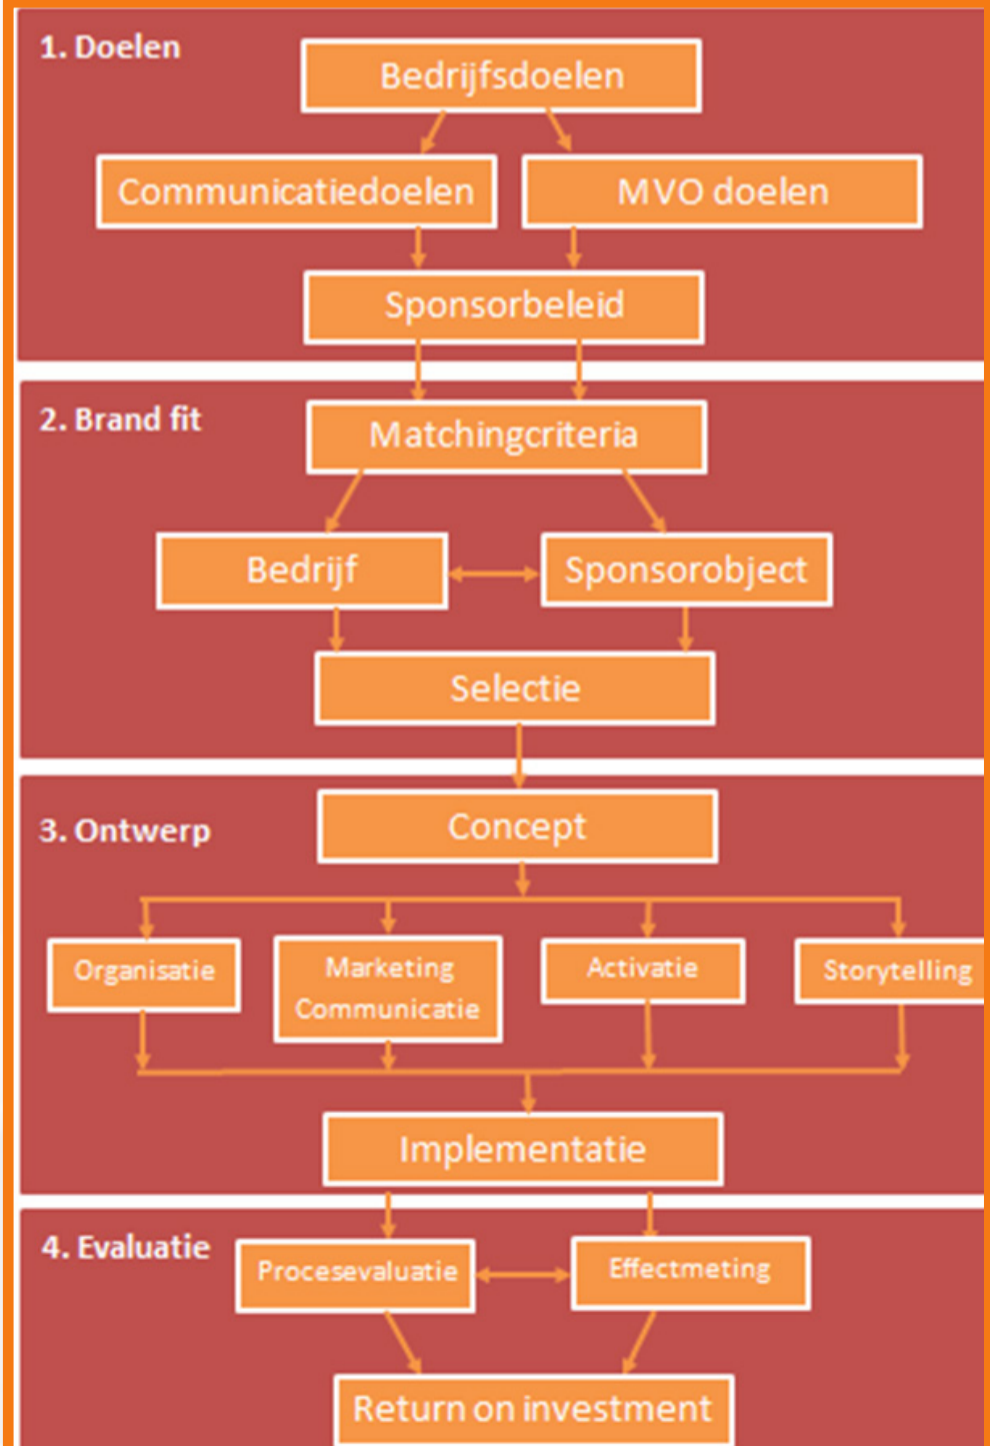 1. Doelen
Bedrijfsdoelen
Communicatiedoelen
MVO doelen
Sponsorbeleid
2. Brand fit
Matchingcriteria
Bedrijf
Sponsorobject
Selectie
3. Ontwerp
Concept
Organisatie
Marketing
Communicatie
Activatie
Storytelling
Implementatie
4. Evaluatie
Procesevaluatie
Effectmeting
Return on investment